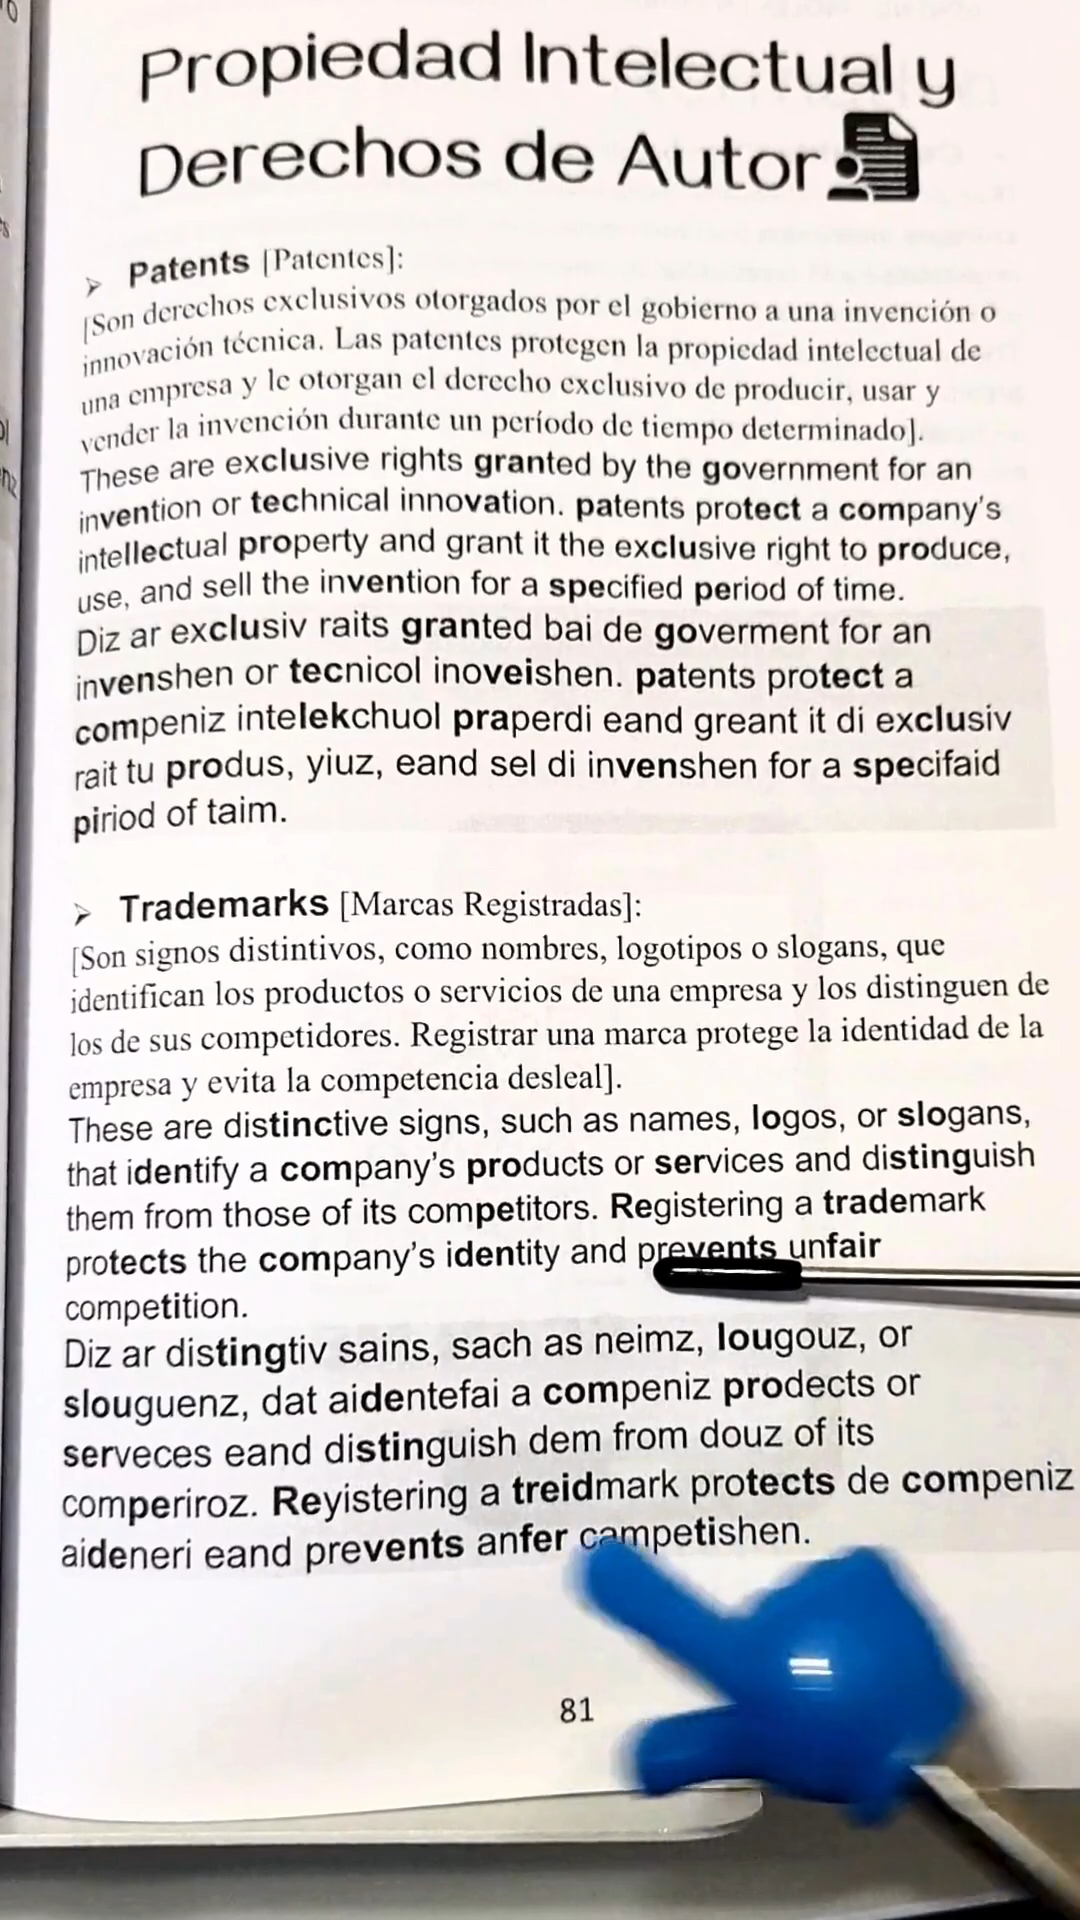 Propiedad Intelectual y
Derechos de Autor
➢ Patents [Patentes]:
[Son derechos exclusivos otorgados por el gobierno a una invención o
innovación técnica. Las patentes protegen la propiedad intelectual de
una empresa y le otorgan el derecho exclusivo de producir, usar y
vender la invención durante un período de tiempo determinado].
These are exclusive rights granted by the government for an
invention or technical innovation. patents protect a company's
intellectual property and grant it the exclusive right to produce,
use, and sell the invention for a specified period of time.
Diz ar exclusiv raits granted bai de goverment for an
invenshen or tecnicol inoveishen. patents protect a
compeniz intelekchuol praperdi eand greant it di exclusiv
rait tu produs, yiuz, eand sel di invenshen for a specifaid
piriod of taim.
➢ Trademarks [Marcas Registradas]:
[Son signos distintivos, como nombres, logotipos o slogans, que
identifican los productos o servicios de una empresa y los distinguen de
los de sus competidores. Registrar una marca protege la identidad de la
empresa y evita la competencia desleal].
These are distinctive signs, such as names, logos, or slogans,
that identify a company's products or services and distinguish
them from those of its competitors. Registering a trademark
protects the company's identity and prevents unfair
competition.
Diz ar distingtiv sains, sach as neimz, lougouz, or
slouguenz, dat aidentefai a compeniz prodects or
serveces eand distinguish dem from douz of its
comperiroz. Reyistering a treidmark protects de compeniz
aideneri eand prevents anfer campetishen.
81